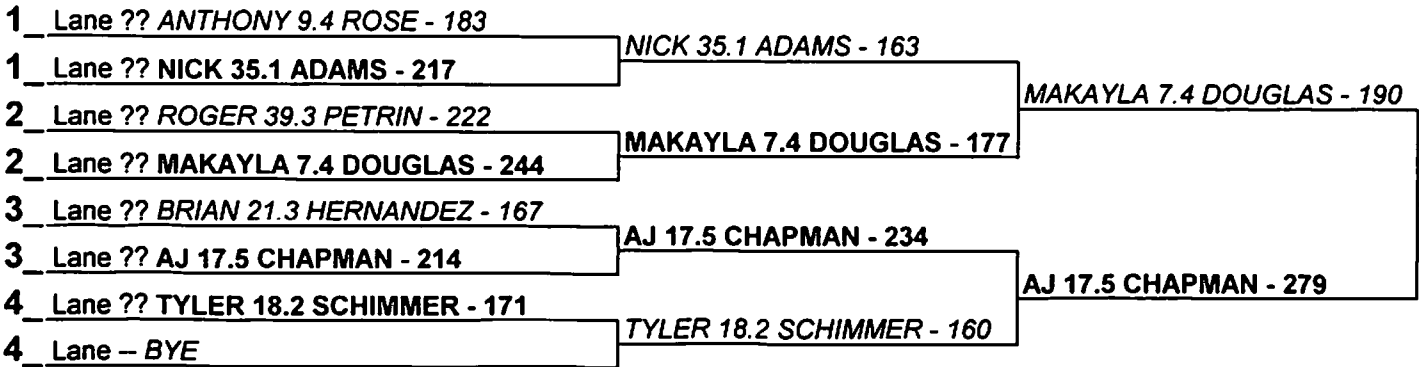 1_ Lane ?? ANTHONY 9.4 ROSE - 183
1_ Lane ?? NICK 35.1 ADAMS - 217
2_ Lane ?? ROGER 39.3 PETRIN - 222
2_ Lane ?? MAKAYLA 7.4 DOUGLAS - 244
3_ Lane ?? BRIAN 21.3 HERNANDEZ - 167
3_ Lane ?? AJ 17.5 CHAPMAN - 214
4_ Lane ?? TYLER 18.2 SCHIMMER - 171
4_ Lane -- BYE
NICK 35.1 ADAMS - 163
MAKAYLA 7.4 DOUGLAS - 177
AJ 17.5 CHAPMAN - 234
TYLER 18.2 SCHIMMER - 160
MAKAYLA 7.4 DOUGLAS - 190
AJ 17.5 CHAPMAN - 279